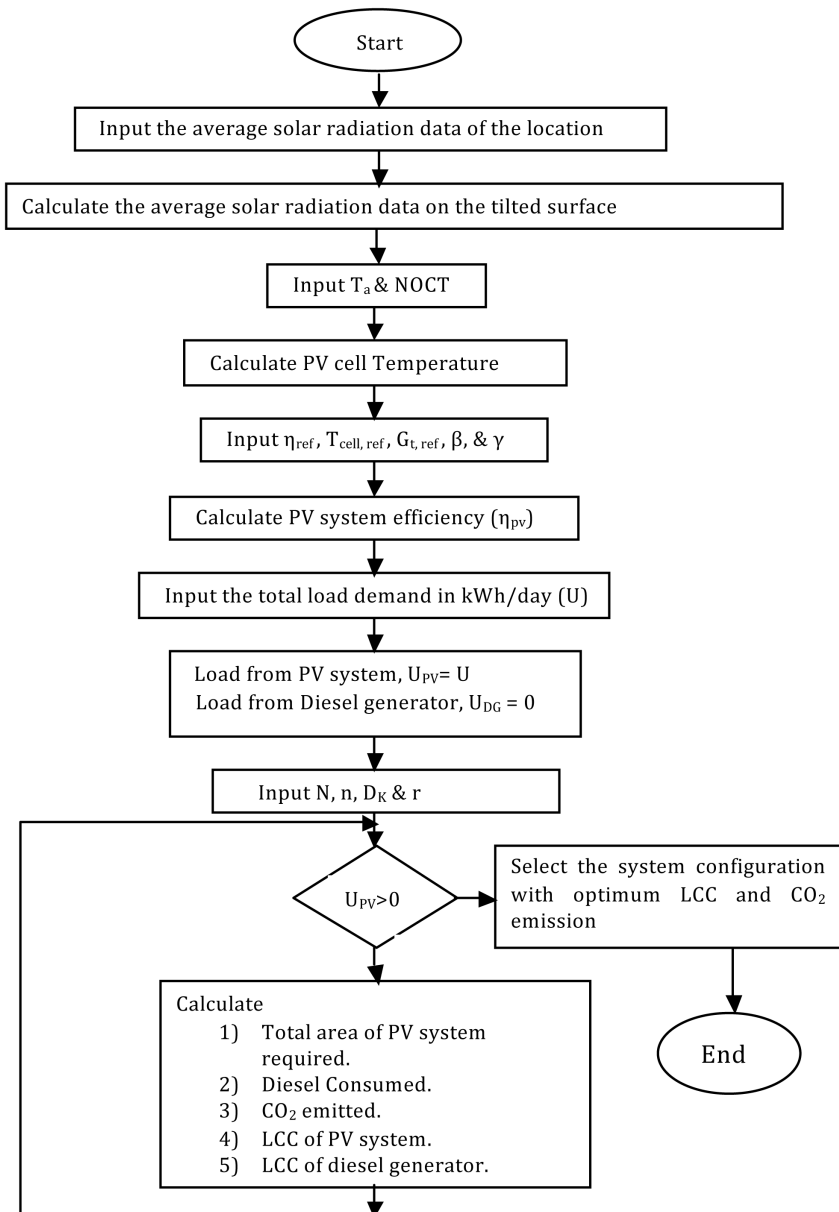 Start
Input the average solar radiation data of the location
Calculate the average solar radiation data on the tilted surface
Input Ta & NOCT
Calculate PV cell Temperature
Input ηref, Tcell, ref, Gt, ref, β, & γ
Calculate PV system efficiency (ηpv)
Input the total load demand in kWh/day (U)
Load from PV system, UPV= U
Load from Diesel generator, UDG = 0
Input N, n, DK & r
UPV>0
Select the system configuration
with optimum LCC and CO2
emission
End
Calculate
1) Total area of PV system
required.
2) Diesel Consumed.
3) CO2 emitted.
4) LCC of PV system.
5) LCC of diesel generator.